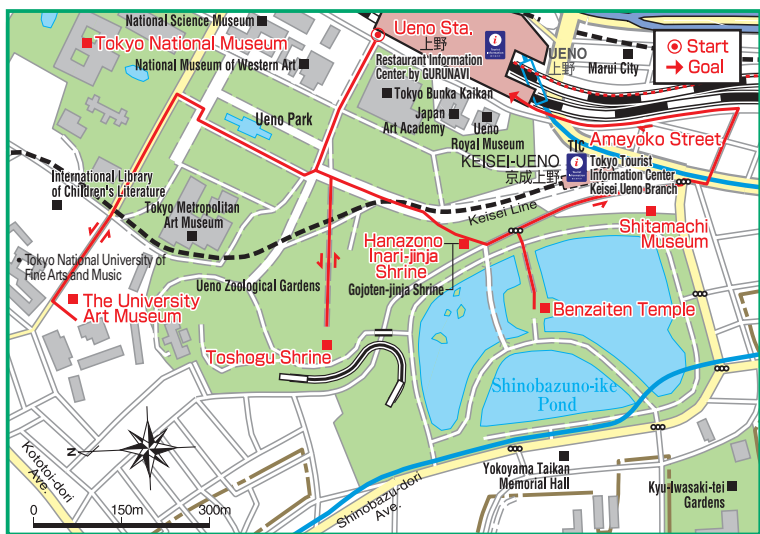 National Science Museum
Tokyo National Museum
National Museum of Western Art
Ueno Sta.
上野
Restaurant Information
Center by GURUNAVI
UENO
上野
Marui City
Start
Goal
Tokyo Bunka Kaikan
Japan
Art Academy
Ueno
Royal Museum
Ueno Park
Ameyoko Street
TIC
KEISEI-UENO
京成上野
Tokyo Tourist
Information Center
Keisei Ueno Branch
International Library
of Children's Literature
Tokyo Metropolitan
Art Museum
Keisei Line
Shitamachi
Museum
Hanazono
Inari-jinja
Shrine
Gojoten-jinja Shrine
Tokyo National University of
Fine Arts and Music
Ueno Zoological Gardens
The University
Art Museum
Benzaiten Temple
Toshogu Shrine
Shinobazuno-ike
Pond
N
Kototoi-dori
Ave.
Shinobazu-dori
Ave.
Yokoyama Taikan
Memorial Hall
Kyu-Iwasaki-tei
Gardens
0 150m 300m